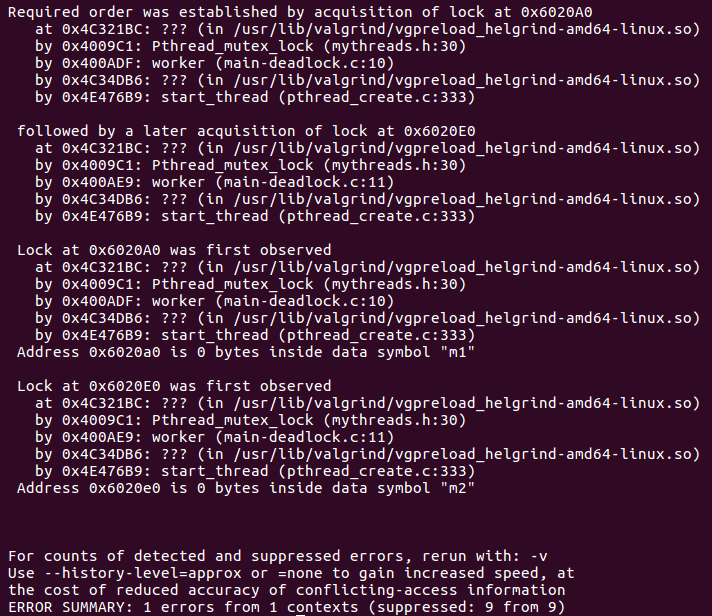 Required order was established by acquisition of lock at 0x6020A0
   at 0x4C321BC: ??? (in /usr/lib/valgrind/vgpreload_helgrind-amd64-linux.so)
   by 0x4009C1: Pthread_mutex_lock (mythreads.h:30)
   by 0x400ADF: worker (main-deadlock.c:10)
   by 0x4C34DB6: ??? (in /usr/lib/valgrind/vgpreload_helgrind-amd64-linux.so)
   by 0x4E476B9: start_thread (pthread_create.c:333)

 followed by a later acquisition of lock at 0x6020E0
   at 0x4C321BC: ??? (in /usr/lib/valgrind/vgpreload_helgrind-amd64-linux.so)
   by 0x4009C1: Pthread_mutex_lock (mythreads.h:30)
   by 0x400AE9: worker (main-deadlock.c:11)
   by 0x4C34DB6: ??? (in /usr/lib/valgrind/vgpreload_helgrind-amd64-linux.so)
   by 0x4E476B9: start_thread (pthread_create.c:333)

 Lock at 0x6020A0 was first observed
   at 0x4C321BC: ??? (in /usr/lib/valgrind/vgpreload_helgrind-amd64-linux.so)
   by 0x4009C1: Pthread_mutex_lock (mythreads.h:30)
   by 0x400ADF: worker (main-deadlock.c:10)
   by 0x4C34DB6: ??? (in /usr/lib/valgrind/vgpreload_helgrind-amd64-linux.so)
   by 0x4E476B9: start_thread (pthread_create.c:333)
 Address 0x6020a0 is 0 bytes inside data symbol "m1"

 Lock at 0x6020E0 was first observed
   at 0x4C321BC: ??? (in /usr/lib/valgrind/vgpreload_helgrind-amd64-linux.so)
   by 0x4009C1: Pthread_mutex_lock (mythreads.h:30)
   by 0x400AE9: worker (main-deadlock.c:11)
   by 0x4C34DB6: ??? (in /usr/lib/valgrind/vgpreload_helgrind-amd64-linux.so)
   by 0x4E476B9: start_thread (pthread_create.c:333)
 Address 0x6020e0 is 0 bytes inside data symbol "m2"

For counts of detected and suppressed errors, rerun with: -v
Use --history-level=approx or =none to gain increased speed, at
the cost of reduced accuracy of conflicting-access information
ERROR SUMMARY: 1 errors from 1 contexts (suppressed: 9 from 9)